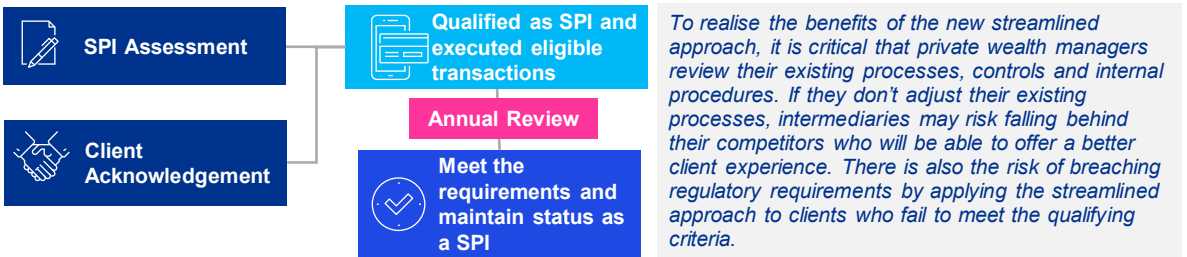 SPI Assessment
Client
Acknowledgement
Qualified as SPI and
executed eligible
transactions
Annual Review
Meet the
requirements and
maintain status as
a SPI
To realise the benefits of the new streamlined
approach, it is critical that private wealth managers
review their existing processes, controls and internal
procedures. If they don't adjust their existing
processes, intermediaries may risk falling behind
their competitors who will be able to offer a better
client experience. There is also the risk of breaching
regulatory requirements by applying the streamlined
approach to clients who fail to meet the qualifying
criteria.